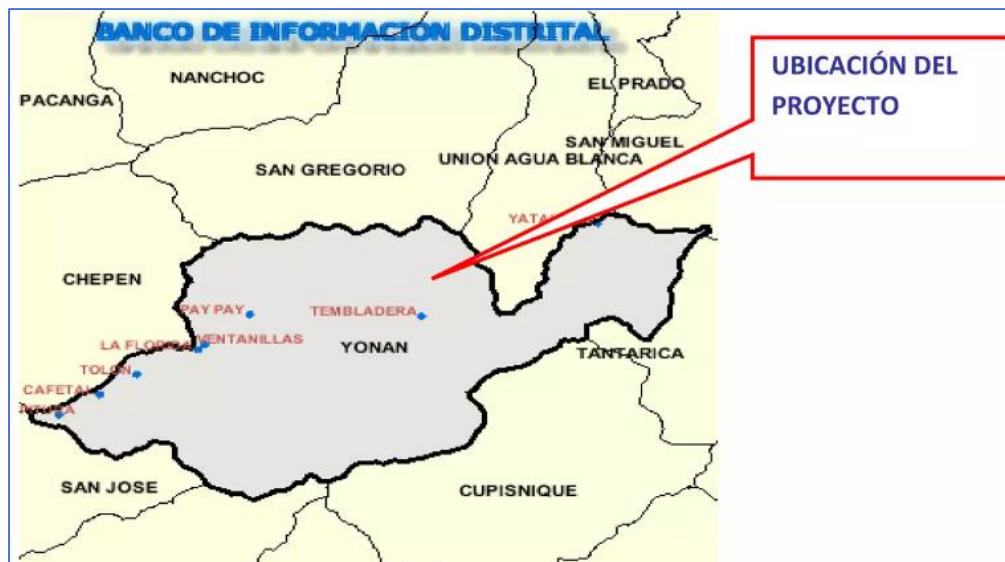 BANCO DE INFORMACION DISTRITAL
UBICACIÓN DEL
PROYECTO
NANCHOC
EL PRADO
PACANGA
SAN MIGUEL
UNION AGUA BLANCA
SAN GREGORIO
CHEPEN
PAY PAY
TEMBLADERA
LA FLORIDA
VENTANILLAS
YONAN
TANTARICA
TOLON
CAFETAL
SAN JOSE
CUPISNIQUE